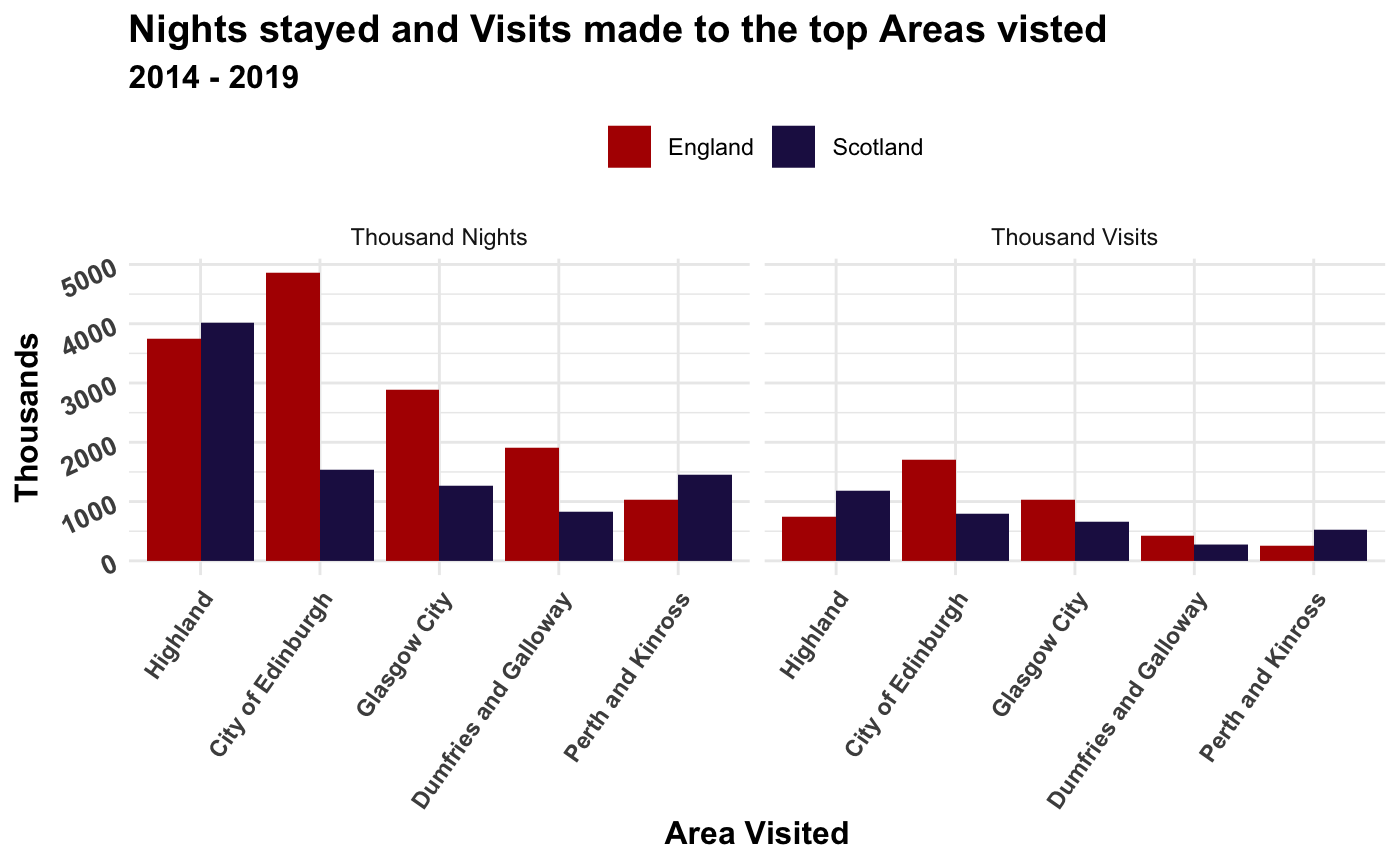 Nights stayed and Visits made to the top Areas visted
2014 - 2019
England
Scotland
Thousand Nights
Thousand Visits
Thousands
5000
4000
3000
2000
1000
0
Highland
City of Edinburgh
Glasgow City
Dumfries and Galloway
Perth and Kinross
Highland
City of Edinburgh
Glasgow City
Dumfries and Galloway
Perth and Kinross
Area Visited